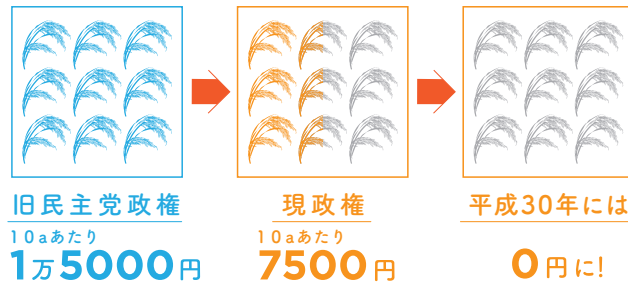 旧民主党政権
10aあたり
1万5000円
現政権
10aあたり
7500円
平成30年には
0円に!